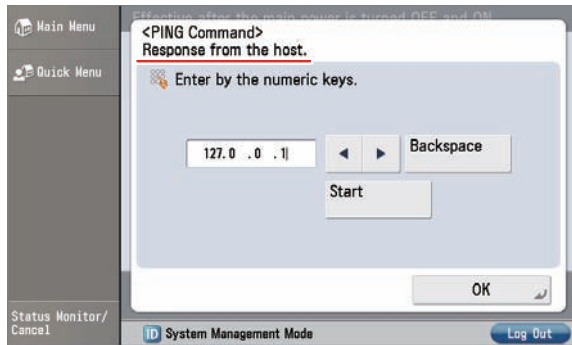 Main Menu
Quick Menu
Effective after the main power is turned OFF and ON.
<PING Command>
Response from the host.
Enter by the numeric keys.
127.0 .0 .1
Backspace
Start
OK
Status Monitor/
Cancel
ID System Management Mode
Log Out